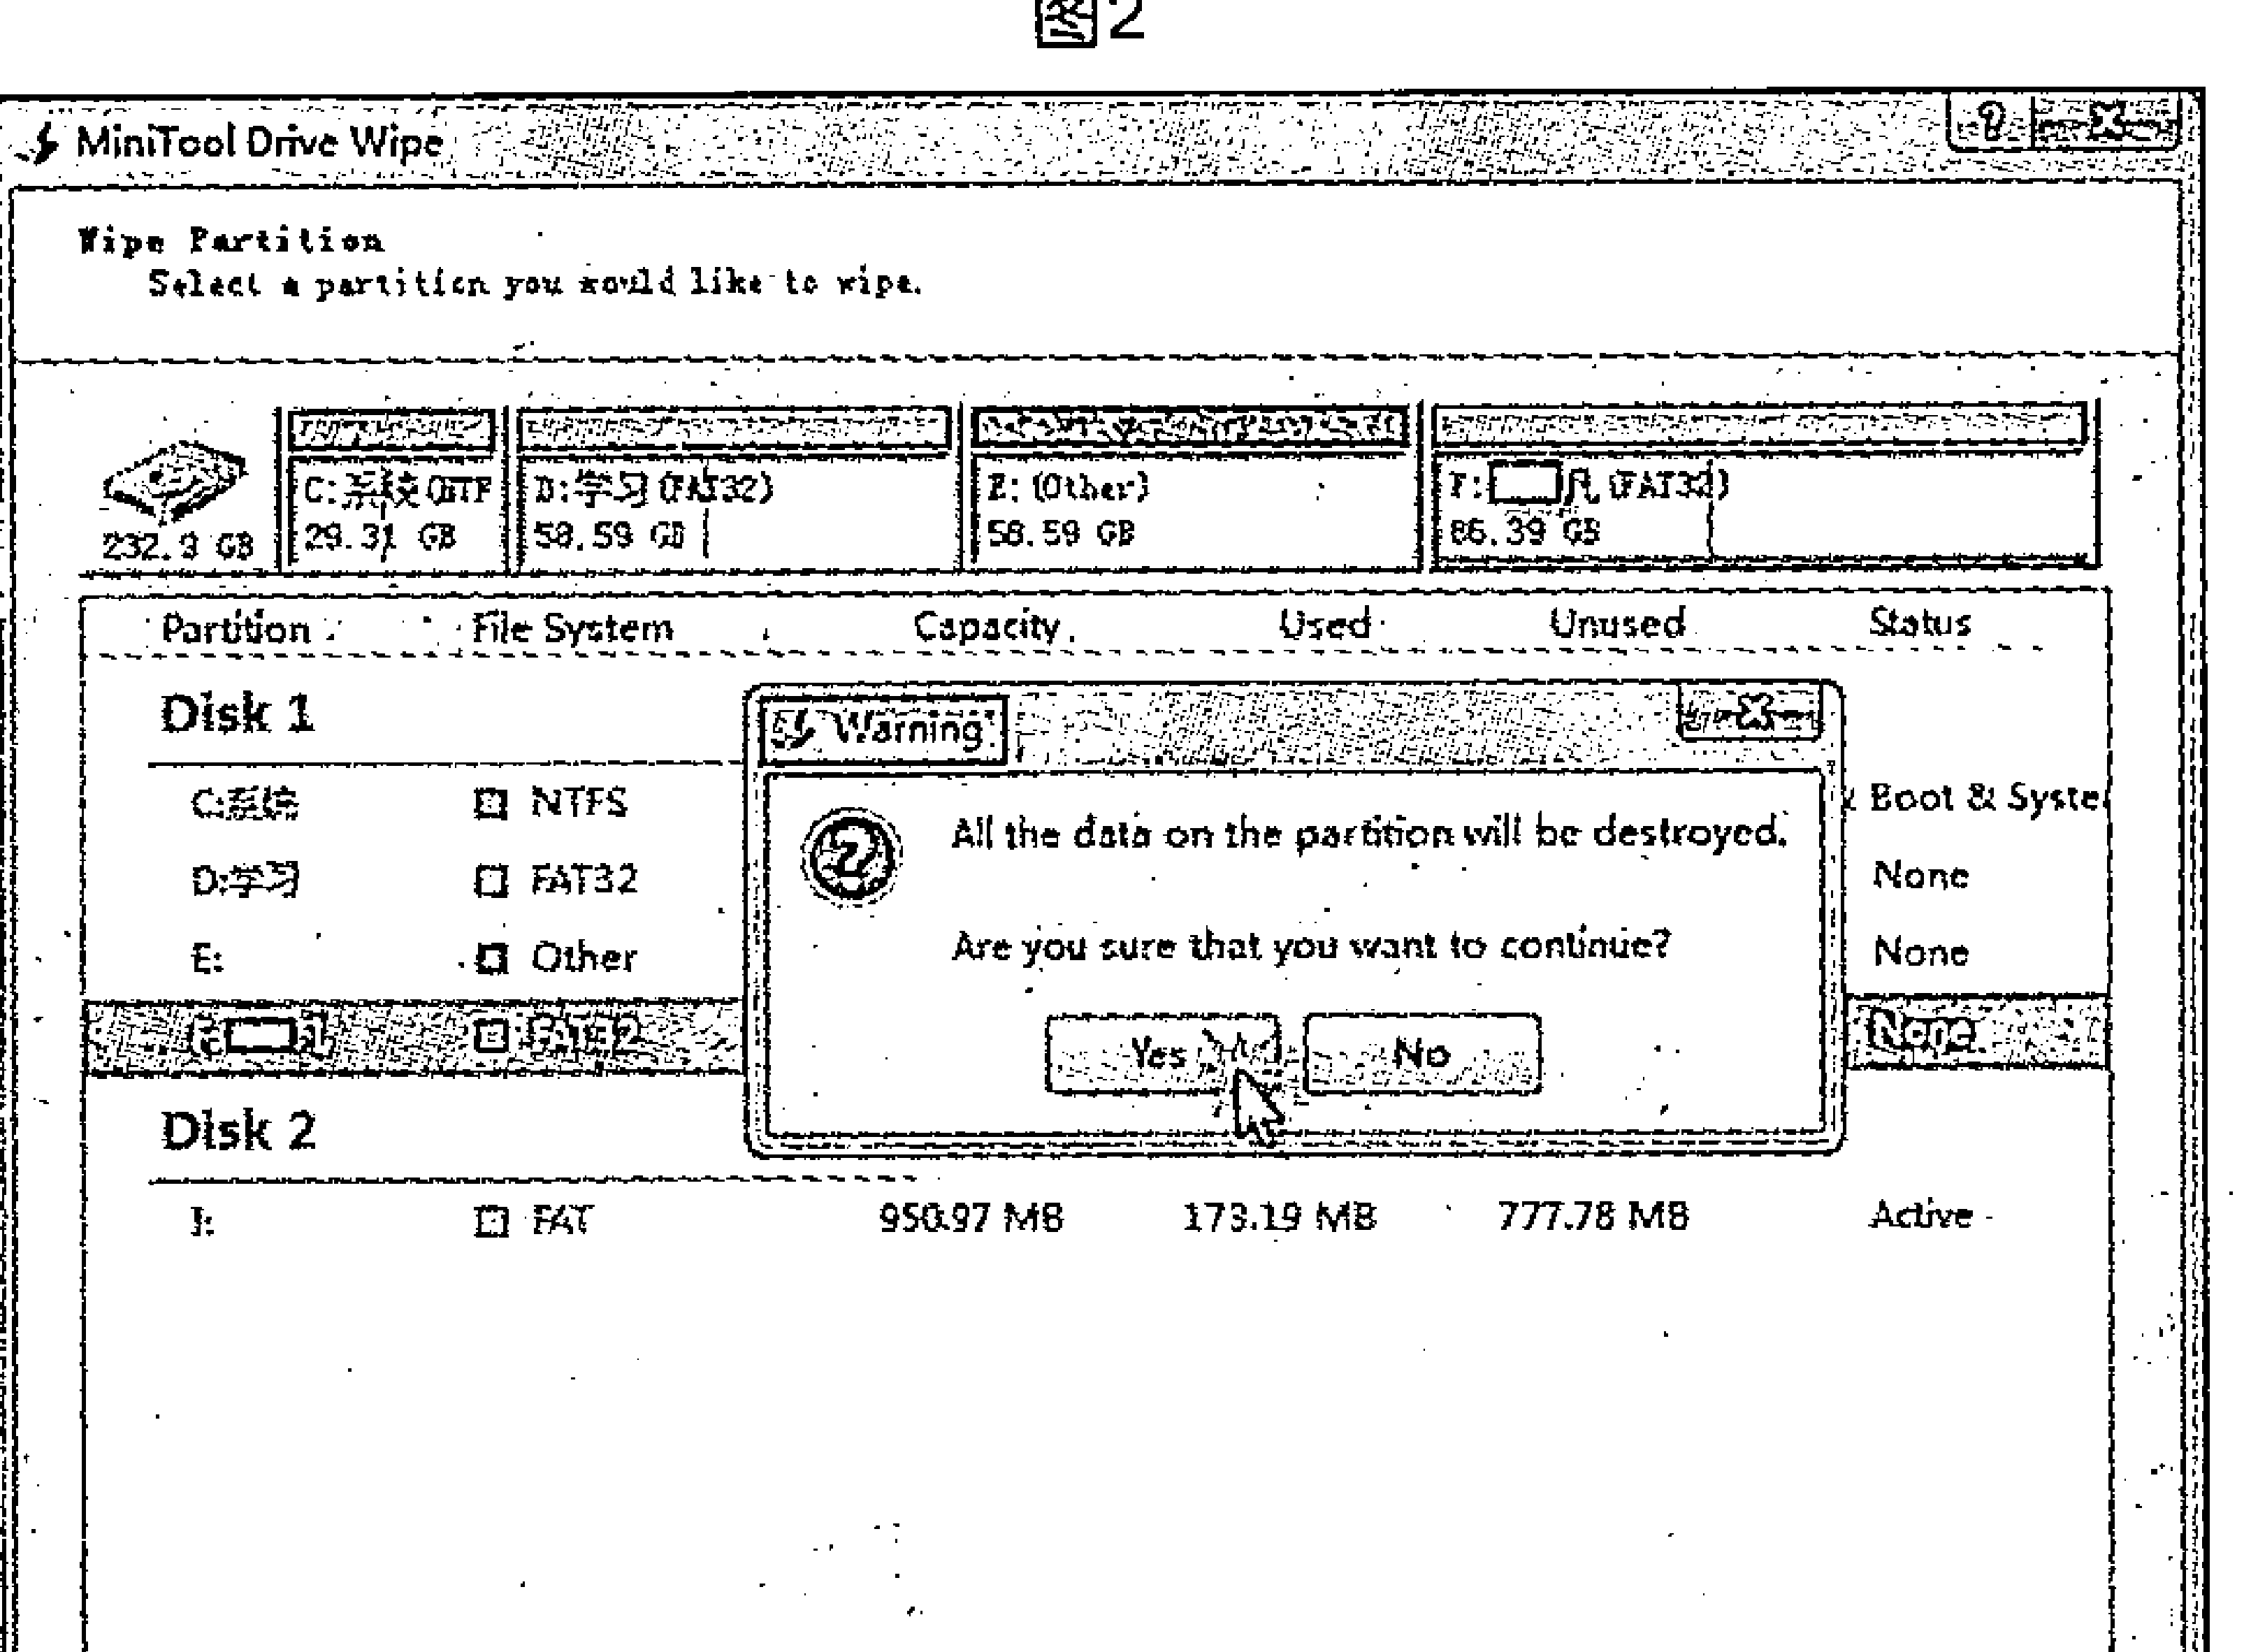 图2
MiniTool Drive Wipe
Wipe Partition
Select a partition you would like to wipe.
232.9 GB
C:系统(NTF
29.31 GB
D:学习(FAT32)
58.59 GB
E:(Other)
58.59 GB
F: 凡(FAT32)
86.39 GB
Partition File System Capacity Used Unused Status
Disk 1
Warning
C:系统 NTFS Boot & Syste
All the data on the partition will be destroyed.
D:学习 FAT32 None
Are you sure that you want to continue?
E: Other None
F: FAT32 None
Yes No
Disk 2
I: FAT 950.97 MB 173.19 MB 777.78 MB Active